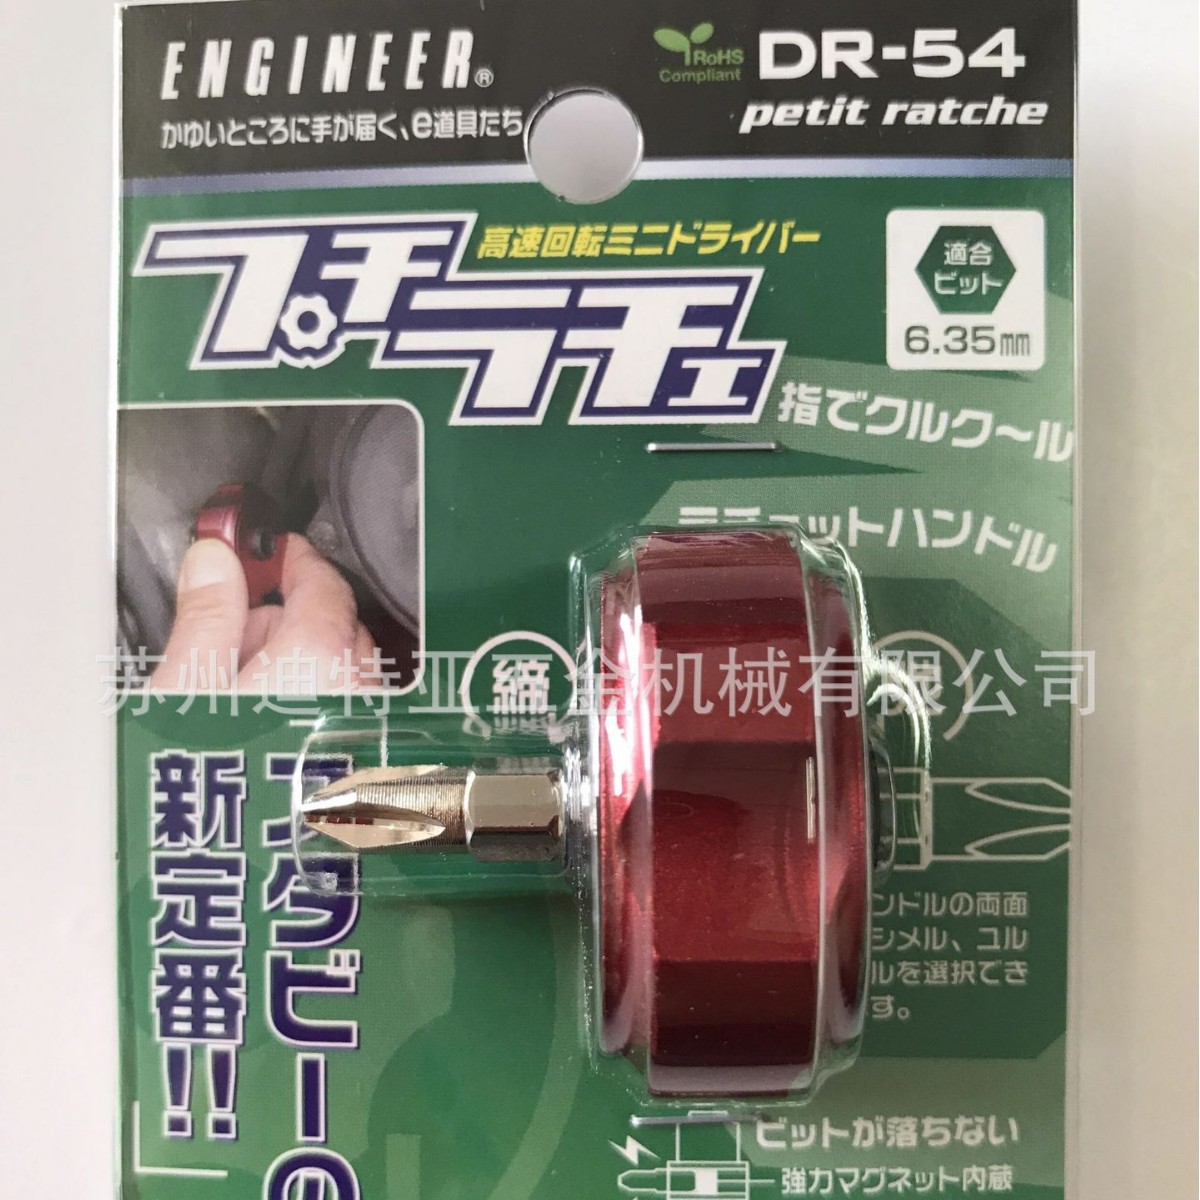 ENGINEER®
かゆいところに手が届く、e道具たち
RoHS
Compliant
DR-54
petit ratche
高速回転ミニドライバー
プチラチェ
適合
ビット
6.35mm
指でクルク〜ル
ラチェットハンドル
締
苏州迪特亚五金机械有限公司
スタビーの
新定番!!」
ンドルの両面
シメル、ユル
ルを選択でき
す。
ビットが落ちない
強力マグネット内蔵